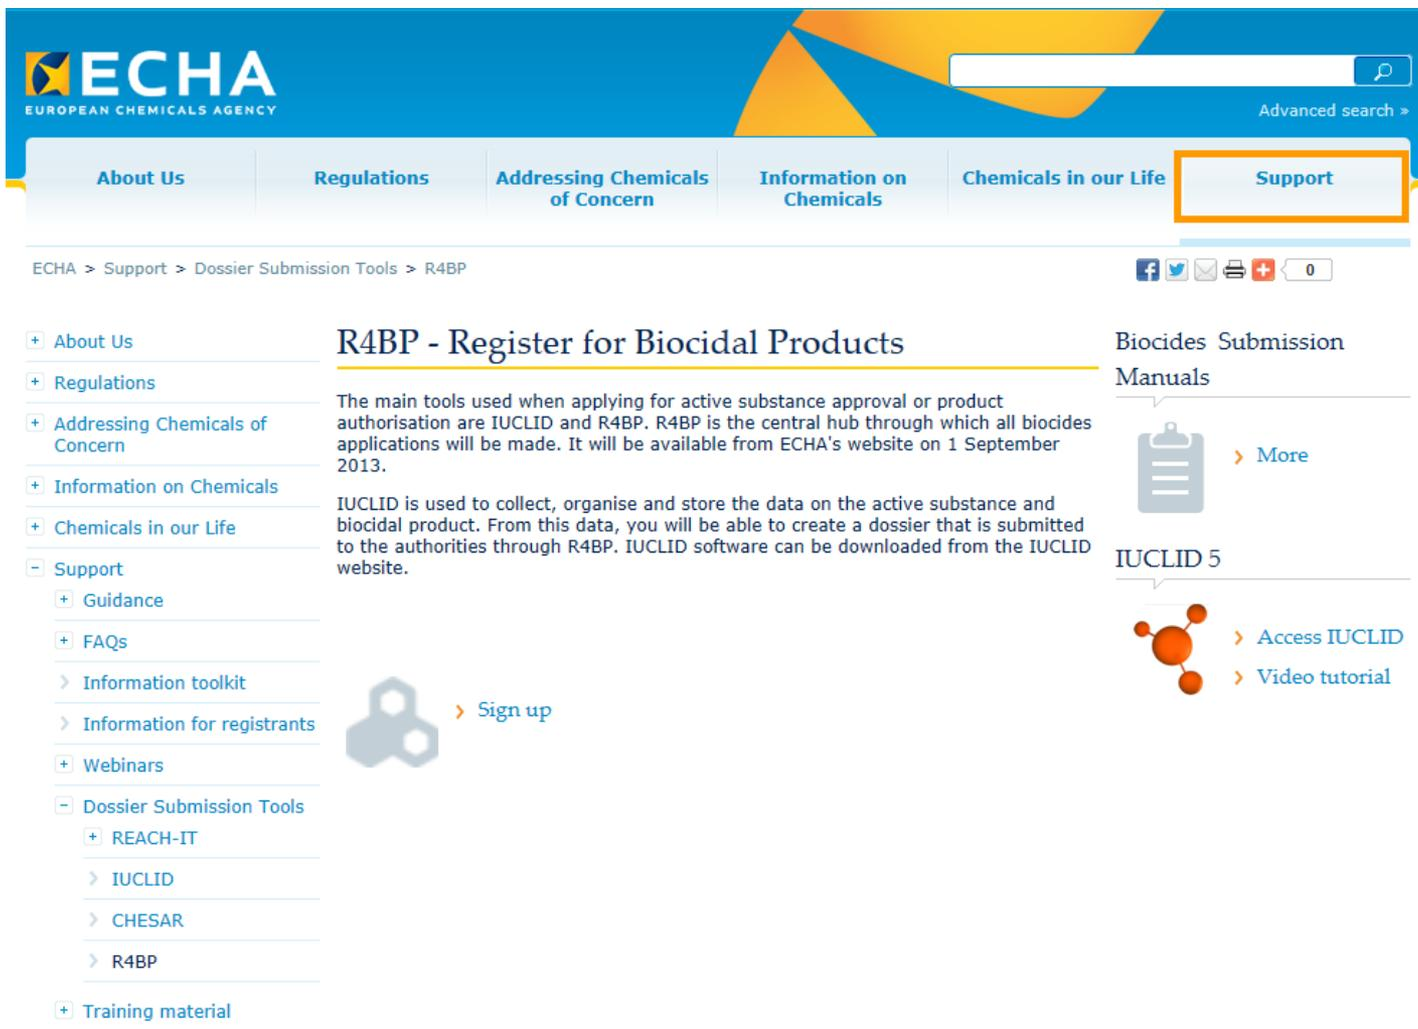 ECHA
EUROPEAN CHEMICALS AGENCY
Advanced search »
About Us
Regulations
Addressing Chemicals
of Concern
Information on
Chemicals
Chemicals in our Life
Support
ECHA > Support > Dossier Submission Tools > R4BP
0
About Us
Regulations
Addressing Chemicals of
Concern
Information on Chemicals
Chemicals in our Life
Support
Guidance
FAQs
Information toolkit
Information for registrants
Webinars
Dossier Submission Tools
REACH-IT
IUCLID
CHESAR
R4BP
Training material
R4BP - Register for Biocidal Products
The main tools used when applying for active substance approval or product
authorisation are IUCLID and R4BP. R4BP is the central hub through which all biocides
applications will be made. It will be available from ECHA's website on 1 September
2013.
IUCLID is used to collect, organise and store the data on the active substance and
biocidal product. From this data, you will be able to create a dossier that is submitted
to the authorities through R4BP. IUCLID software can be downloaded from the IUCLID
website.
Sign up
Biocides Submission
Manuals
More
IUCLID 5
Access IUCLID
Video tutorial